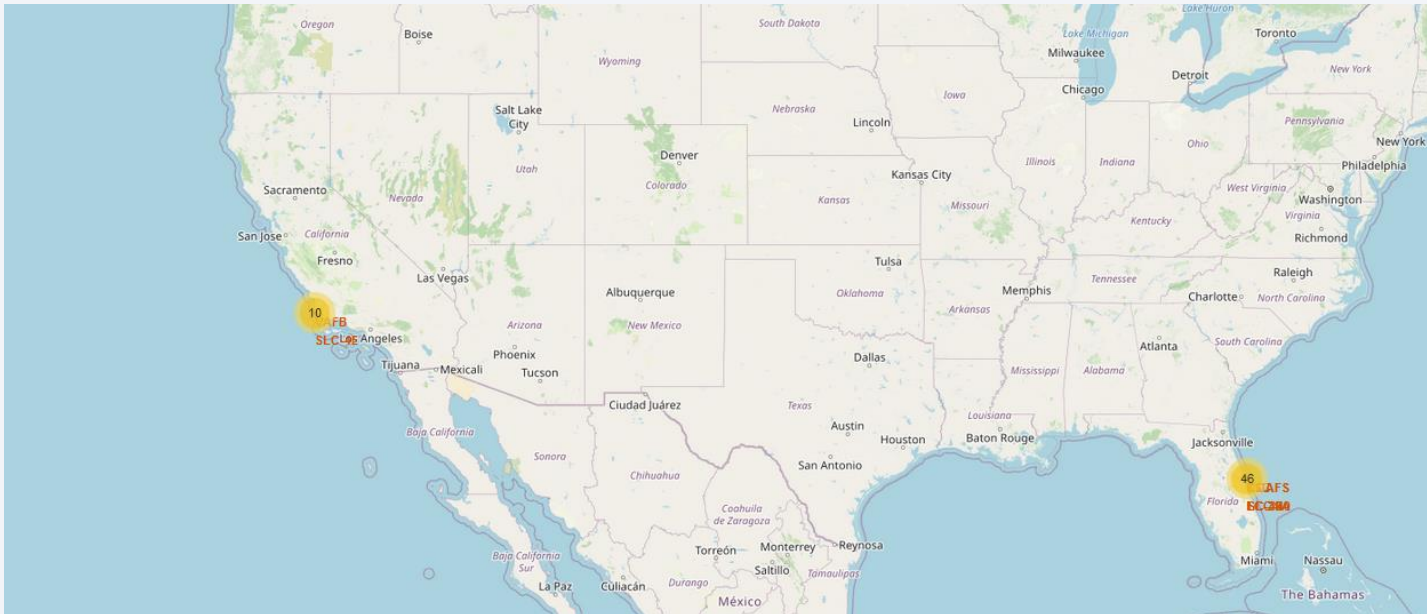 Oregon
Boise
South Dakota
Lake Huron
Toronto
Lake Michigan
Milwaukee
Wyoming
Detroit
New York
Chicago
Salt Lake
City
Nebraska
Iowa
Lincoln
Pennsylvania
New York
Denver
Utah
Illinois
Indiana
Ohio
Philadelphia
Kansas City
Colorado
Sacramento
Nevada
Kansas
Missouri
West Virginia
Washington
Virginia
Kentucky
San Jose
California
Richmond
Fresno
Las Vegas
Tulsa
Raleigh
Tennessee
Albuquerque
Oklahoma
Memphis
Charlotte
North Carolina
10
AFB
Arizona
New Mexico
Arkansas
SLC-4E
Los Angeles
South Carolina
Phoenix
Atlanta
Tijuana
Mexicali
Tucson
Dallas
Mississippi
Alabama
Ciudad Juárez
Texas
Louisiana
Austin
Baja California
Houston
Baton Rouge
Jacksonville
Sonora
San Antonio
Chihuahua
46
AFS
Florida
Coahuila
de Zaragoza
Baja California
Sur
Torreón
Monterrey
Reynosa
Miami
Nassau
Saltillo
La Paz
Culiacán
Durango
Tamaulipas
México
The Bahamas